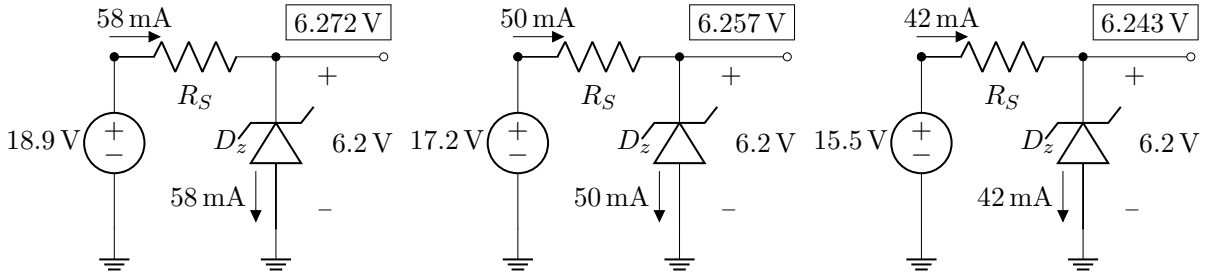 58 mA
6.272 V
R_S
+
18.9 V
+
−
D_z
6.2 V
58 mA
−
50 mA
6.257 V
R_S
+
17.2 V
+
−
D_z
6.2 V
50 mA
−
42 mA
6.243 V
R_S
+
15.5 V
+
−
D_z
6.2 V
42 mA
−